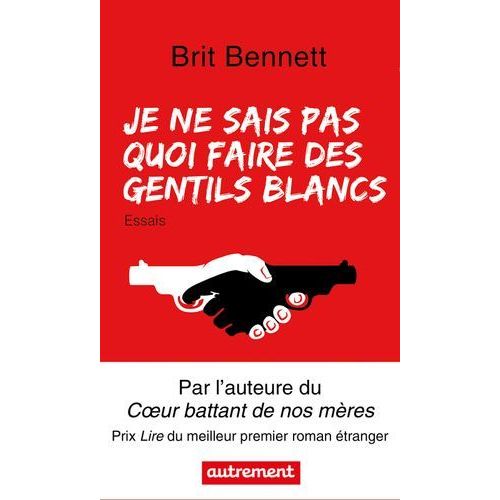 Brit Bennett
JE NE SAIS PAS
QUOI FAIRE DES
GENTILS BLANCS
Essais
Par l'auteure du
Cœur battant de nos mères
Prix Lire du meilleur premier roman étranger
autrement